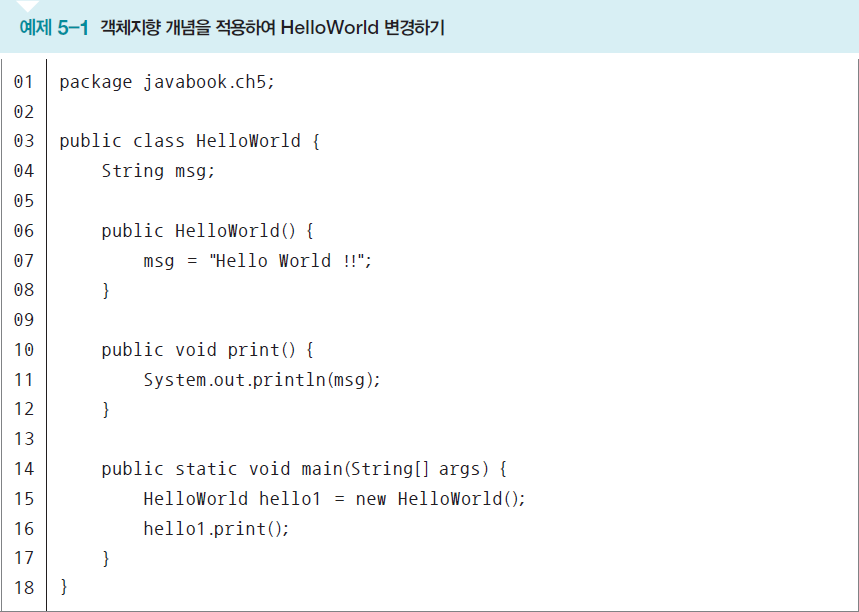 예제 5-1 객체지향 개념을 적용하여 HelloWorld 변경하기
01 package javabook.ch5;
02
03 public class HelloWorld {
04     String msg;
05
06     public HelloWorld() {
07         msg = "Hello World !!";
08     }
09
10     public void print() {
11         System.out.println(msg);
12     }
13
14     public static void main(String[] args) {
15         HelloWorld hello1 = new HelloWorld();
16         hello1.print();
17     }
18 }